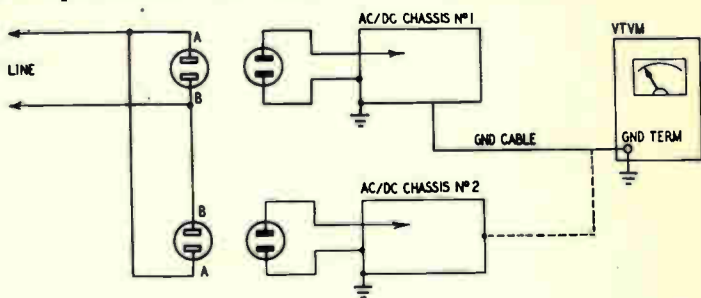 AC/DC CHASSIS Nº1
VTVM
A
LINE
B
GND CABLE
GND TERM
AC/DC CHASSIS Nº2
B
A